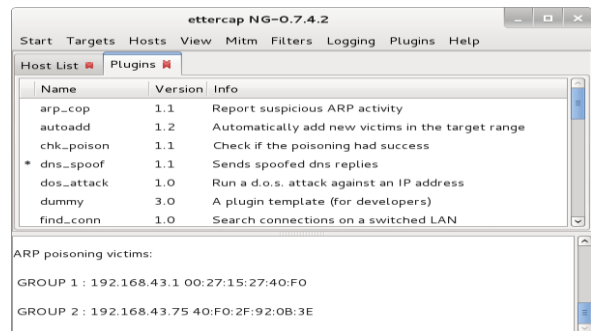 ettercap NG-0.7.4.2
Start Targets Hosts View Mitm Filters Logging Plugins Help
Host List Plugins
Name Version Info
arp_cop 1.1 Report suspicious ARP activity
autoadd 1.2 Automatically add new victims in the target range
chk_poison 1.1 Check if the poisoning had success
* dns_spoof 1.1 Sends spoofed dns replies
dos_attack 1.0 Run a d.o.s. attack against an IP address
dummy 3.0 A plugin template (for developers)
find_conn 1.0 Search connections on a switched LAN
ARP poisoning victims:
GROUP 1 : 192.168.43.1 00:27:15:27:40:F0
GROUP 2 : 192.168.43.75 40:F0:2F:92:0B:3E